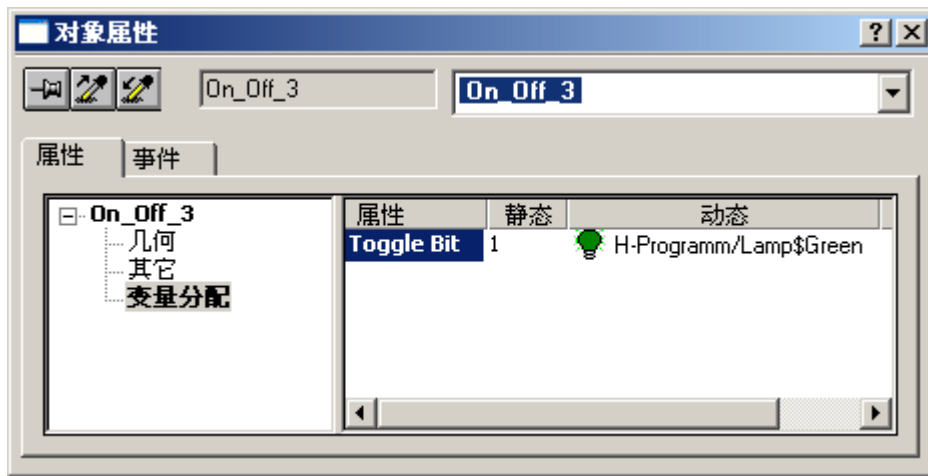 对象属性
On_Off_3 On_Off_3
属性 事件
On_Off_3
几何
其它
变量分配
属性 静态 动态
Toggle Bit 1 H-Programm/Lamp$Green